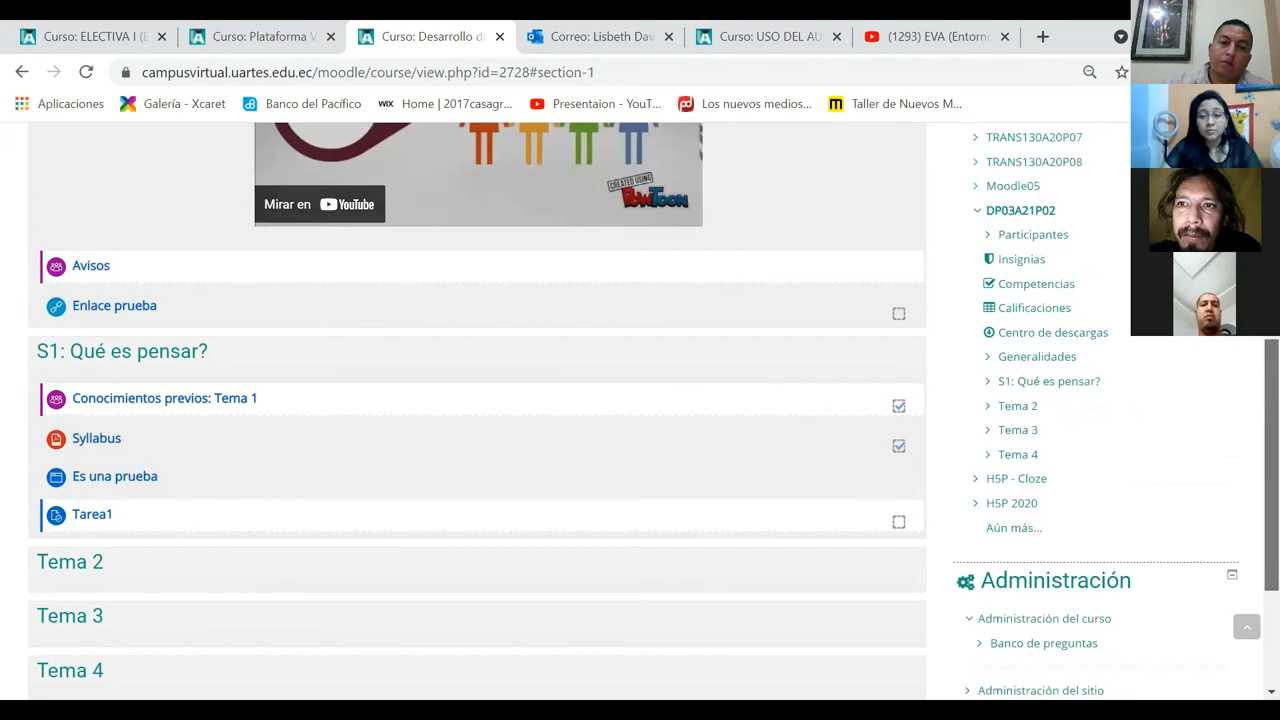 Curso: ELECTIVA I (E
Curso: Plataforma V
Curso: Desarrollo de
Correo: Lisbeth Dav
Curso: USO DEL AU
(1293) EVA (Entorn
campusvirtual.uartes.edu.ec/moodle/course/view.php?id=2728#section-1
Aplicaciones
Galería - Xcaret
Banco del Pacífico
WIX Home | 2017casagr...
Presentaion - YouT...
Los nuevos medios...
Taller de Nuevos M...
Mirar en YouTube
CREATED USING
POWTOON
Avisos
Enlace prueba
S1: Qué es pensar?
Conocimientos previos: Tema 1
Syllabus
Es una prueba
Tarea1
Tema 2
Tema 3
Tema 4
TRANS130A20P07
TRANS130A20P08
Moodle05
DP03A21P02
Participantes
Insignias
Competencias
Calificaciones
Centro de descargas
Generalidades
S1: Qué es pensar?
Tema 2
Tema 3
Tema 4
H5P - Cloze
H5P 2020
Aún más...
Administración
Administración del curso
Banco de preguntas
Administración del sitio